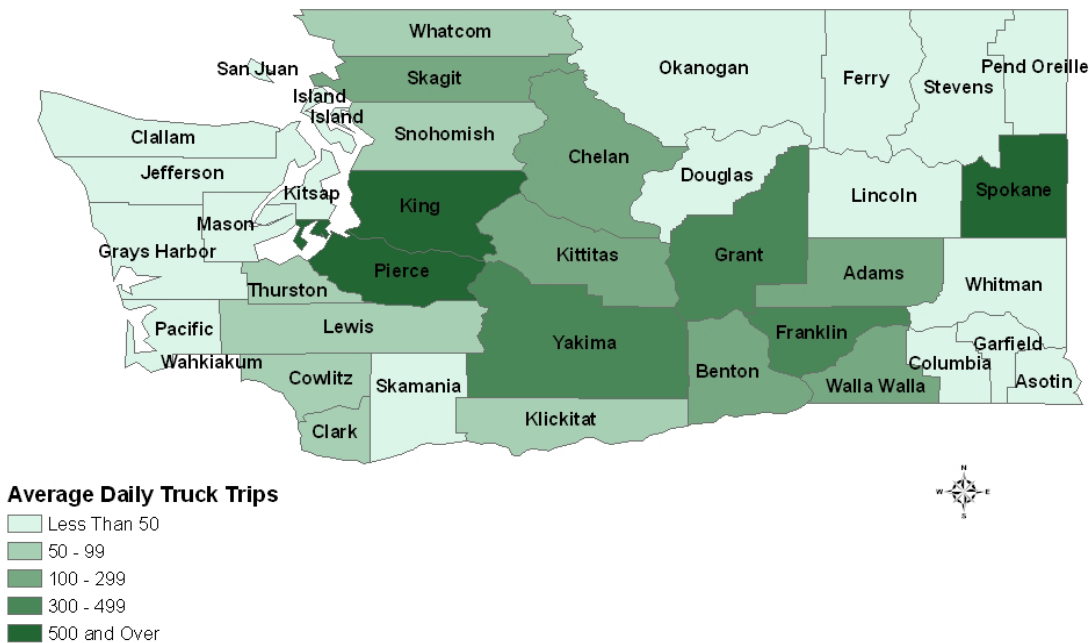 Whatcom
San Juan
Skagit
Okanogan
Ferry
Stevens
Pend Oreille
Island
Island
Clallam
Snohomish
Chelan
Jefferson
Kitsap
Douglas
Lincoln
Spokane
King
Mason
Grays Harbor
Kittitas
Grant
Adams
Pierce
Whitman
Thurston
Pacific
Lewis
Yakima
Franklin
Garfield
Wahkiakum
Columbia
Cowlitz
Skamania
Benton
Walla Walla
Asotin
Clark
Klickitat
N
W E
S
Average Daily Truck Trips
Less Than 50
50 - 99
100 - 299
300 - 499
500 and Over